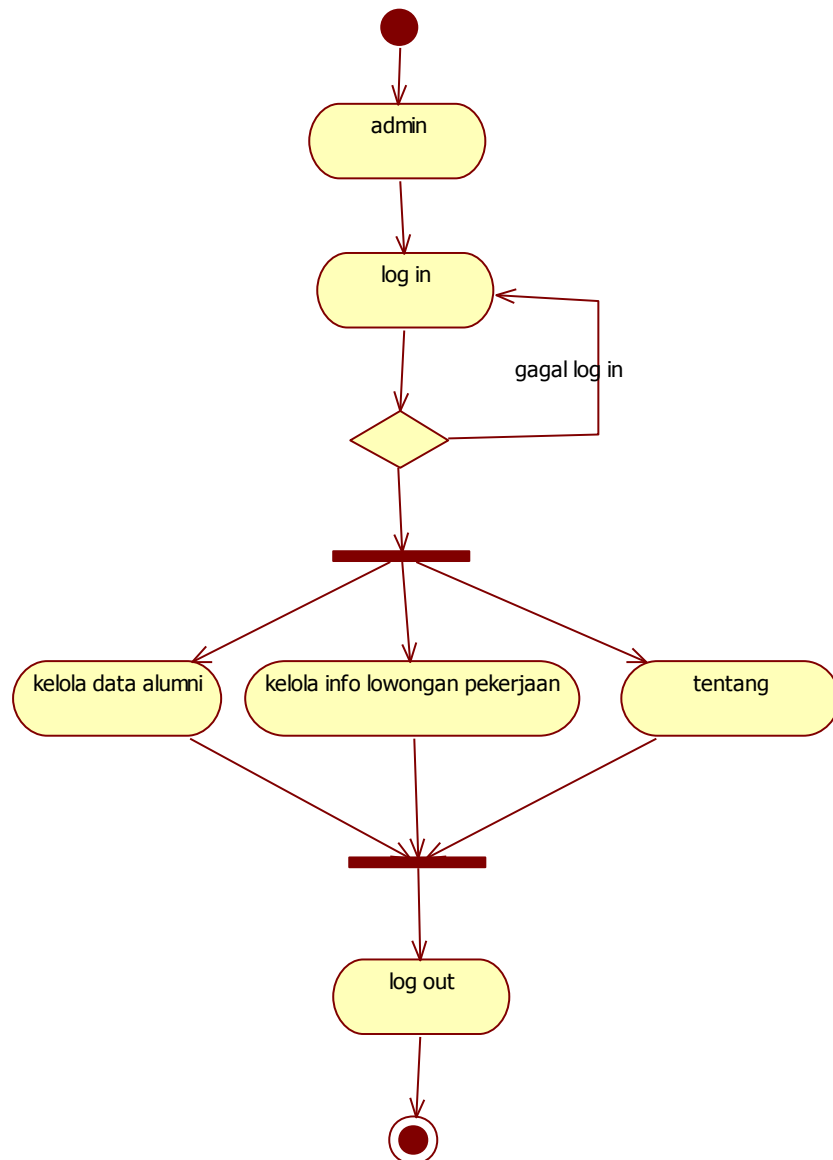 admin
log in
gagal log in
kelola data alumni
kelola info lowongan pekerjaan
tentang
log out